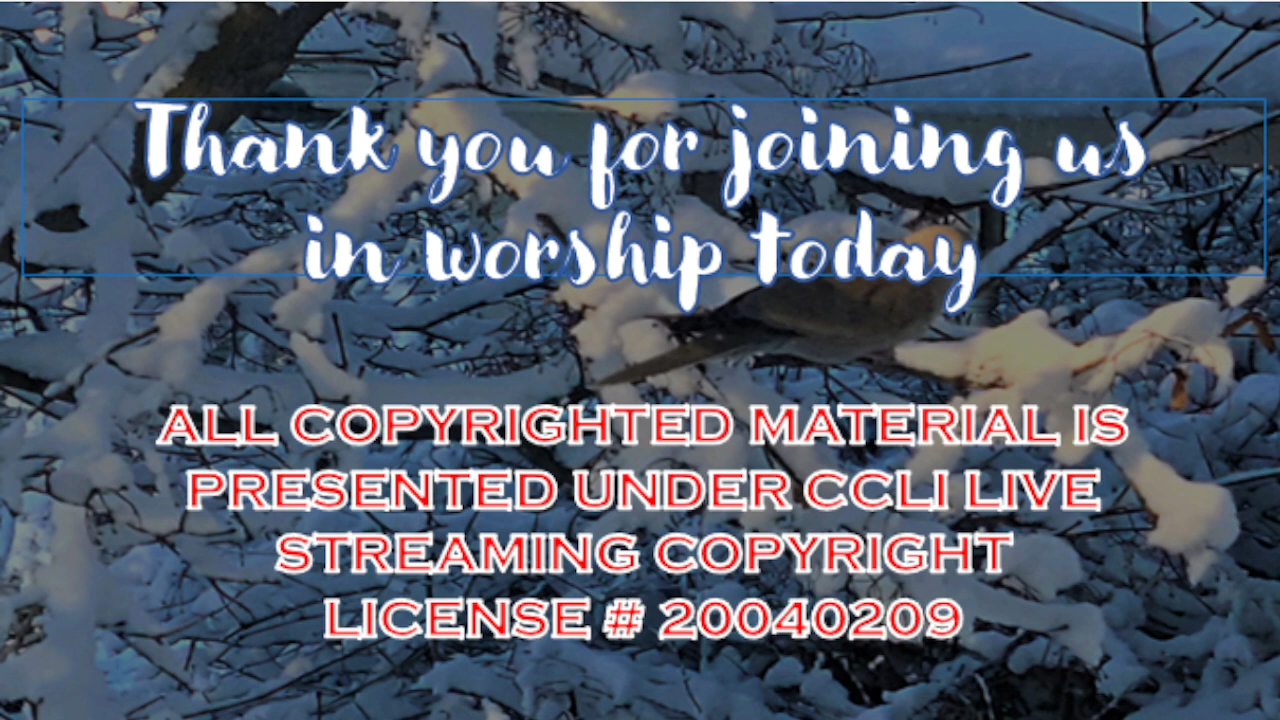 Thank you for joining us
in worship today
ALL COPYRIGHTED MATERIAL IS
PRESENTED UNDER CCLI LIVE
STREAMING COPYRIGHT
LICENSE # 20040209